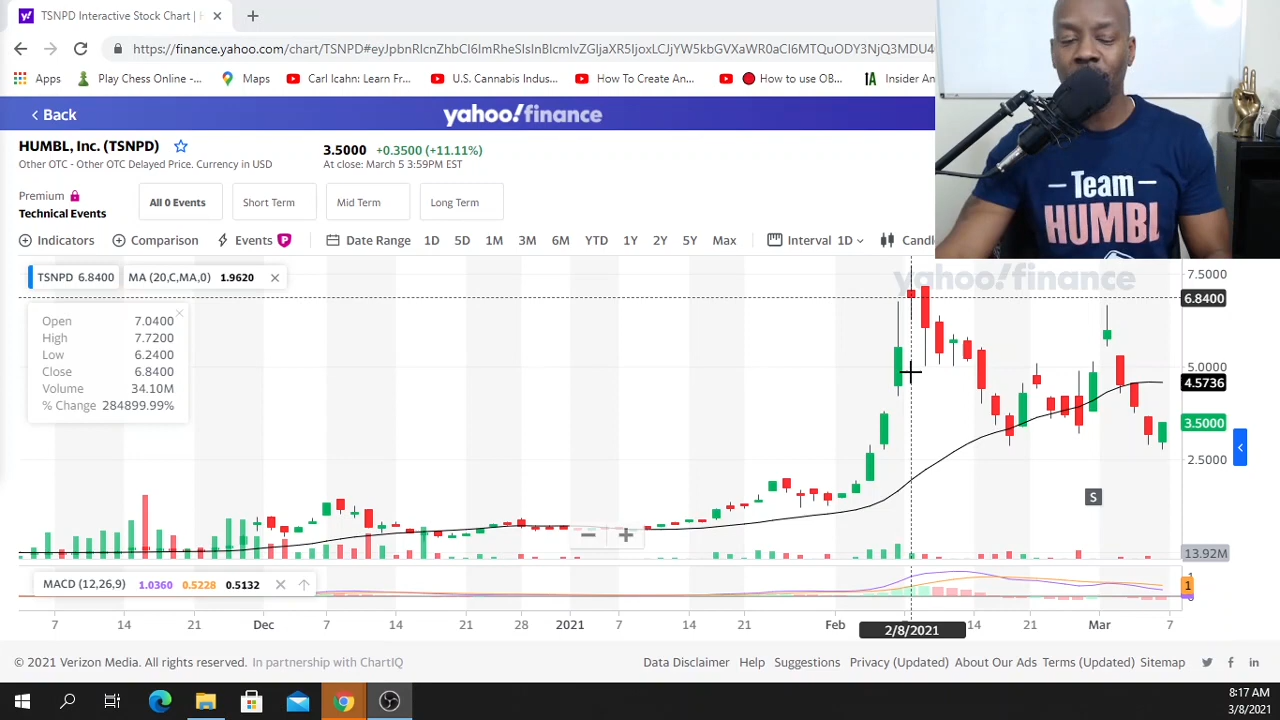 TSNPD Interactive Stock Chart |
https://finance.yahoo.com/chart/TSNPD#
Apps Play Chess Online -... Maps Carl Icahn: Learn Fr... U.S. Cannabis Indus... How To Create An... How to use OB... Insider An
Back
yahoo!finance
HUMBL, Inc. (TSNPD)
3.5000 +0.3500 (+11.11%)
Other OTC - Other OTC Delayed Price. Currency in USD
At close: March 5 3:59PM EST
Premium
Technical Events
All 0 Events Short Term Mid Term Long Term
Indicators Comparison Events P Date Range 1D 5D 1M 3M 6M YTD 1Y 2Y 5Y Max Interval 1D Candl
Team
HUMBL
TSNPD 6.8400 MA (20,C,MA,0) 1.9620
yahoo!finance
7.5000
6.8400
5.0000
4.5736
3.5000
2.5000
13.92M
Open 7.0400
High 7.7200
Low 6.2400
Close 6.8400
Volume 34.10M
% Change 284899.99%
S
MACD (12,26,9) 1.0360 0.5228 0.5132
1
7 14 21 Dec 7 14 21 28 2021 7 14 21 Feb 2/8/2021 14 21 Mar 7
© 2021 Verizon Media. All rights reserved. In partnership with ChartIQ
Data Disclaimer Help Suggestions Privacy (Updated) About Our Ads Terms (Updated) Sitemap
8:17 AM
3/8/2021